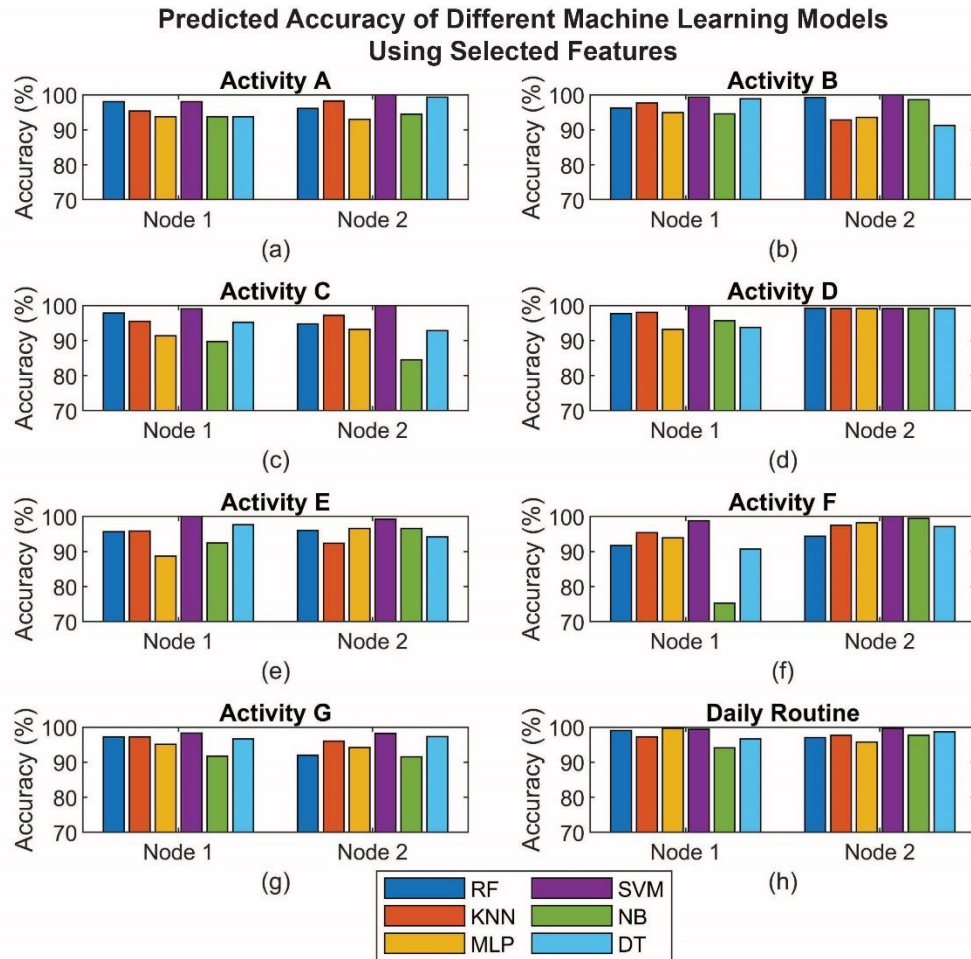 Predicted Accuracy of Different Machine Learning Models
Using Selected Features
Activity A
Accuracy (%)
100
90
80
70
Node 1
Node 2
(a)
Activity B
Accuracy (%)
100
90
80
70
Node 1
Node 2
(b)
Activity C
Accuracy (%)
100
90
80
70
Node 1
Node 2
(c)
Activity D
Accuracy (%)
100
90
80
70
Node 1
Node 2
(d)
Activity E
Accuracy (%)
100
90
80
70
Node 1
Node 2
(e)
Activity F
Accuracy (%)
100
90
80
70
Node 1
Node 2
(f)
Activity G
Accuracy (%)
100
90
80
70
Node 1
Node 2
(g)
Daily Routine
Accuracy (%)
100
90
80
70
Node 1
Node 2
(h)
RF
KNN
MLP
SVM
NB
DT